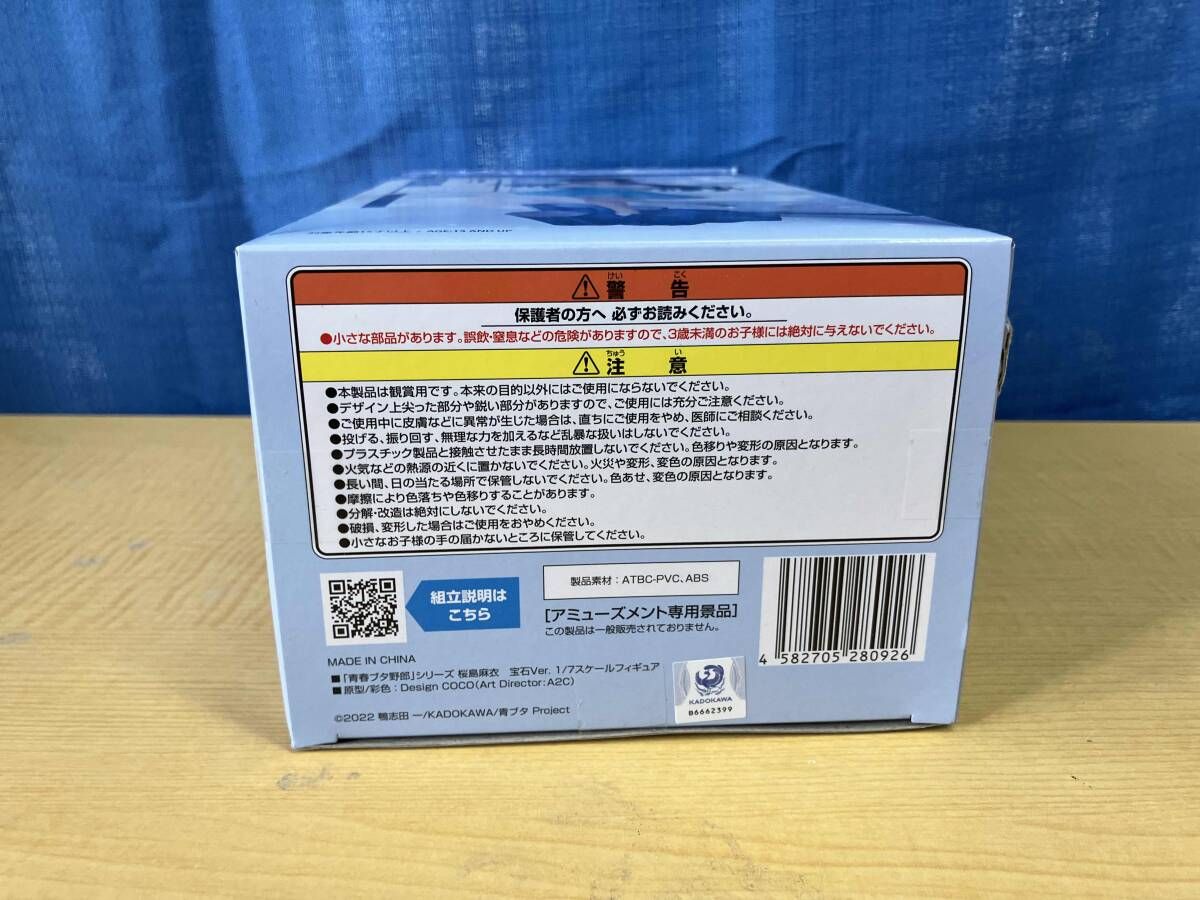 AGE:15 AND UP
けい こく
警 告
保護者の方へ 必ずお読みください。
●小さな部品があります。誤飲・窒息などの危険がありますので、3歳未満のお子様には絶対に与えないでください。
ちゅう い
注 意
●本製品は観賞用です。本来の目的以外にはご使用にならないでください。
●デザイン上尖った部分や鋭い部分がありますので、ご使用には充分ご注意ください。
●ご使用中に皮膚などに異常が生じた場合は、直ちにご使用をやめ、医師にご相談ください。
●投げる、振り回す、無理な力を加えるなど乱暴な扱いはしないでください。
●プラスチック製品と接触させたまま長時間放置しないでください。色移りや変形の原因となります。
●火気などの熱源の近くに置かないでください。火災や変形、変色の原因となります。
●長い間、日の当たる場所で保管しないでください。色あせ、変色の原因となります。
●摩擦により色落ちや色移りすることがあります。
●分解・改造は絶対にしないでください。
●破損、変形した場合はご使用をおやめください。
●小さなお子様の手の届かないところに保管してください。
組立説明は
こちら
製品素材：ATBC-PVC、ABS
[アミューズメント専用景品]
この製品は一般販売されておりません。
4 582705 280926
MADE IN CHINA
■「青春ブタ野郎」シリーズ 桜島麻衣 宝石Ver. 1/7スケールフィギュア
■原型/彩色：Design COCO(Art Director:A2C)
©2022 鴨志田 一/KADOKAWA/青ブタ Project
KADOKAWA
B6662399